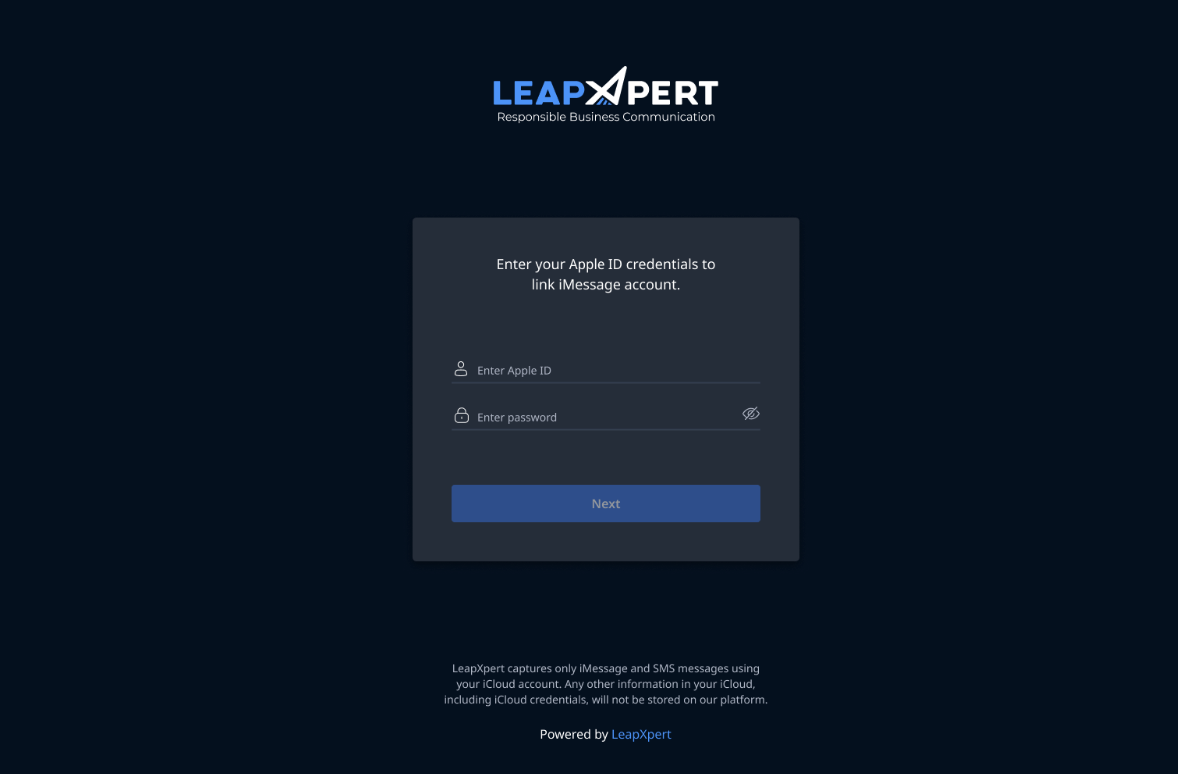 LEAPXPERT
Responsible Business Communication
Enter your Apple ID credentials to
link iMessage account.
Enter Apple ID
Enter password
Next
LeapXpert captures only iMessage and SMS messages using
your iCloud account. Any other information in your iCloud,
including iCloud credentials, will not be stored on our platform.
Powered by LeapXpert